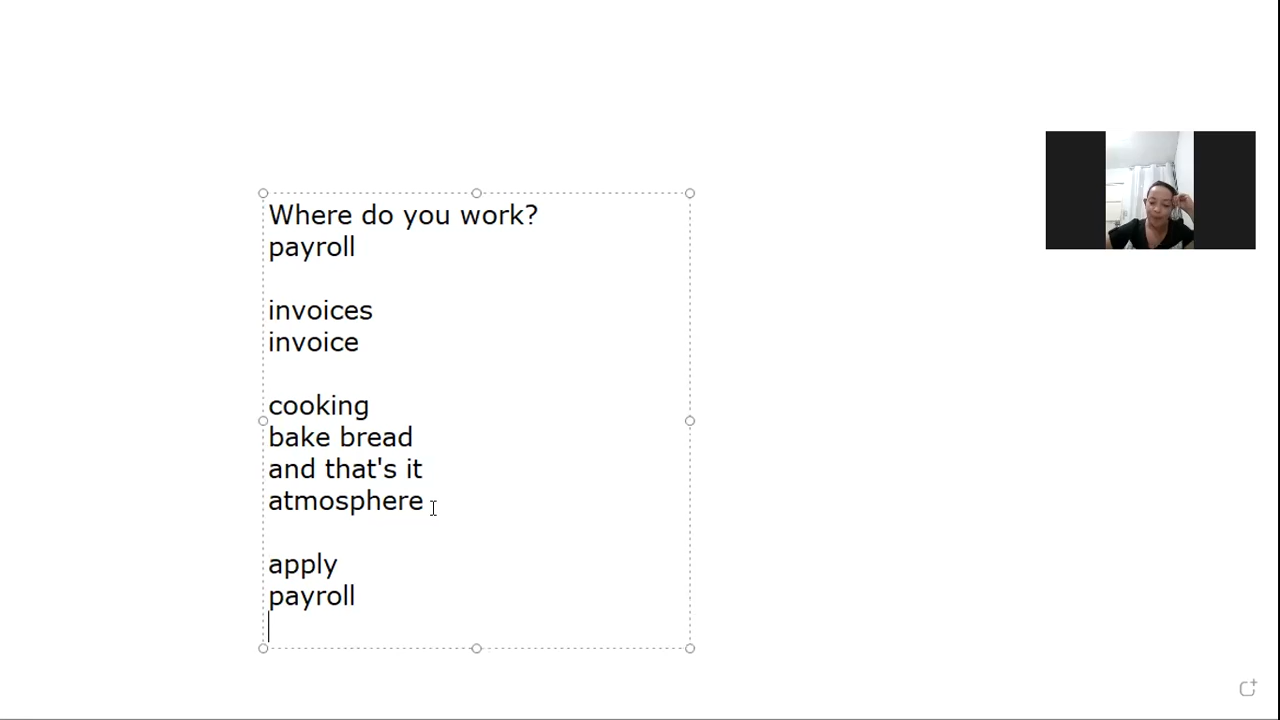 Where do you work?
payroll
invoices
invoice
cooking
bake bread
and that's it
atmosphere
apply
payroll